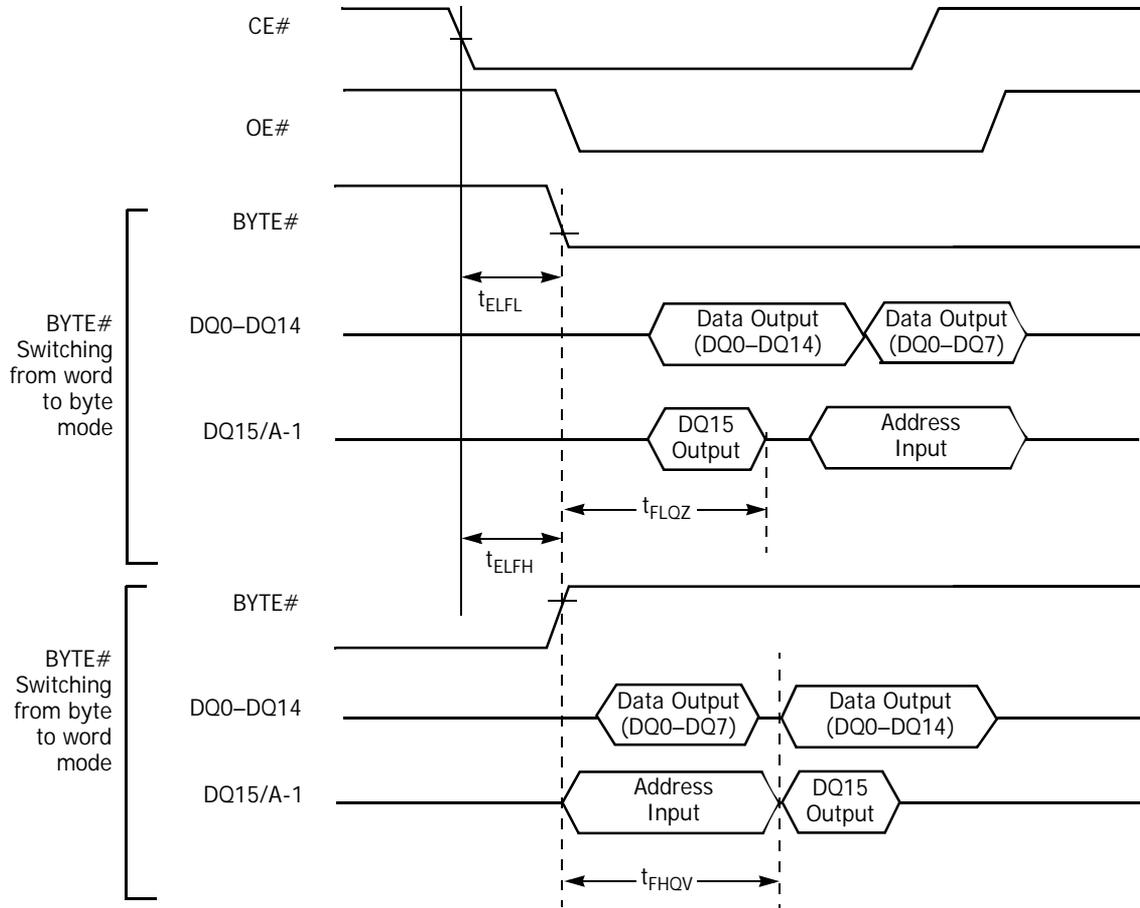 CE#
OE#
BYTE#
Switching
from word
to byte
mode
BYTE#
tELFL
DQ0–DQ14
Data Output
(DQ0–DQ14)
Data Output
(DQ0–DQ7)
DQ15/A-1
DQ15
Output
Address
Input
tFLQZ
tELFH
BYTE#
Switching
from byte
to word
mode
BYTE#
DQ0–DQ14
Data Output
(DQ0–DQ7)
Data Output
(DQ0–DQ14)
DQ15/A-1
Address
Input
DQ15
Output
tFHQV